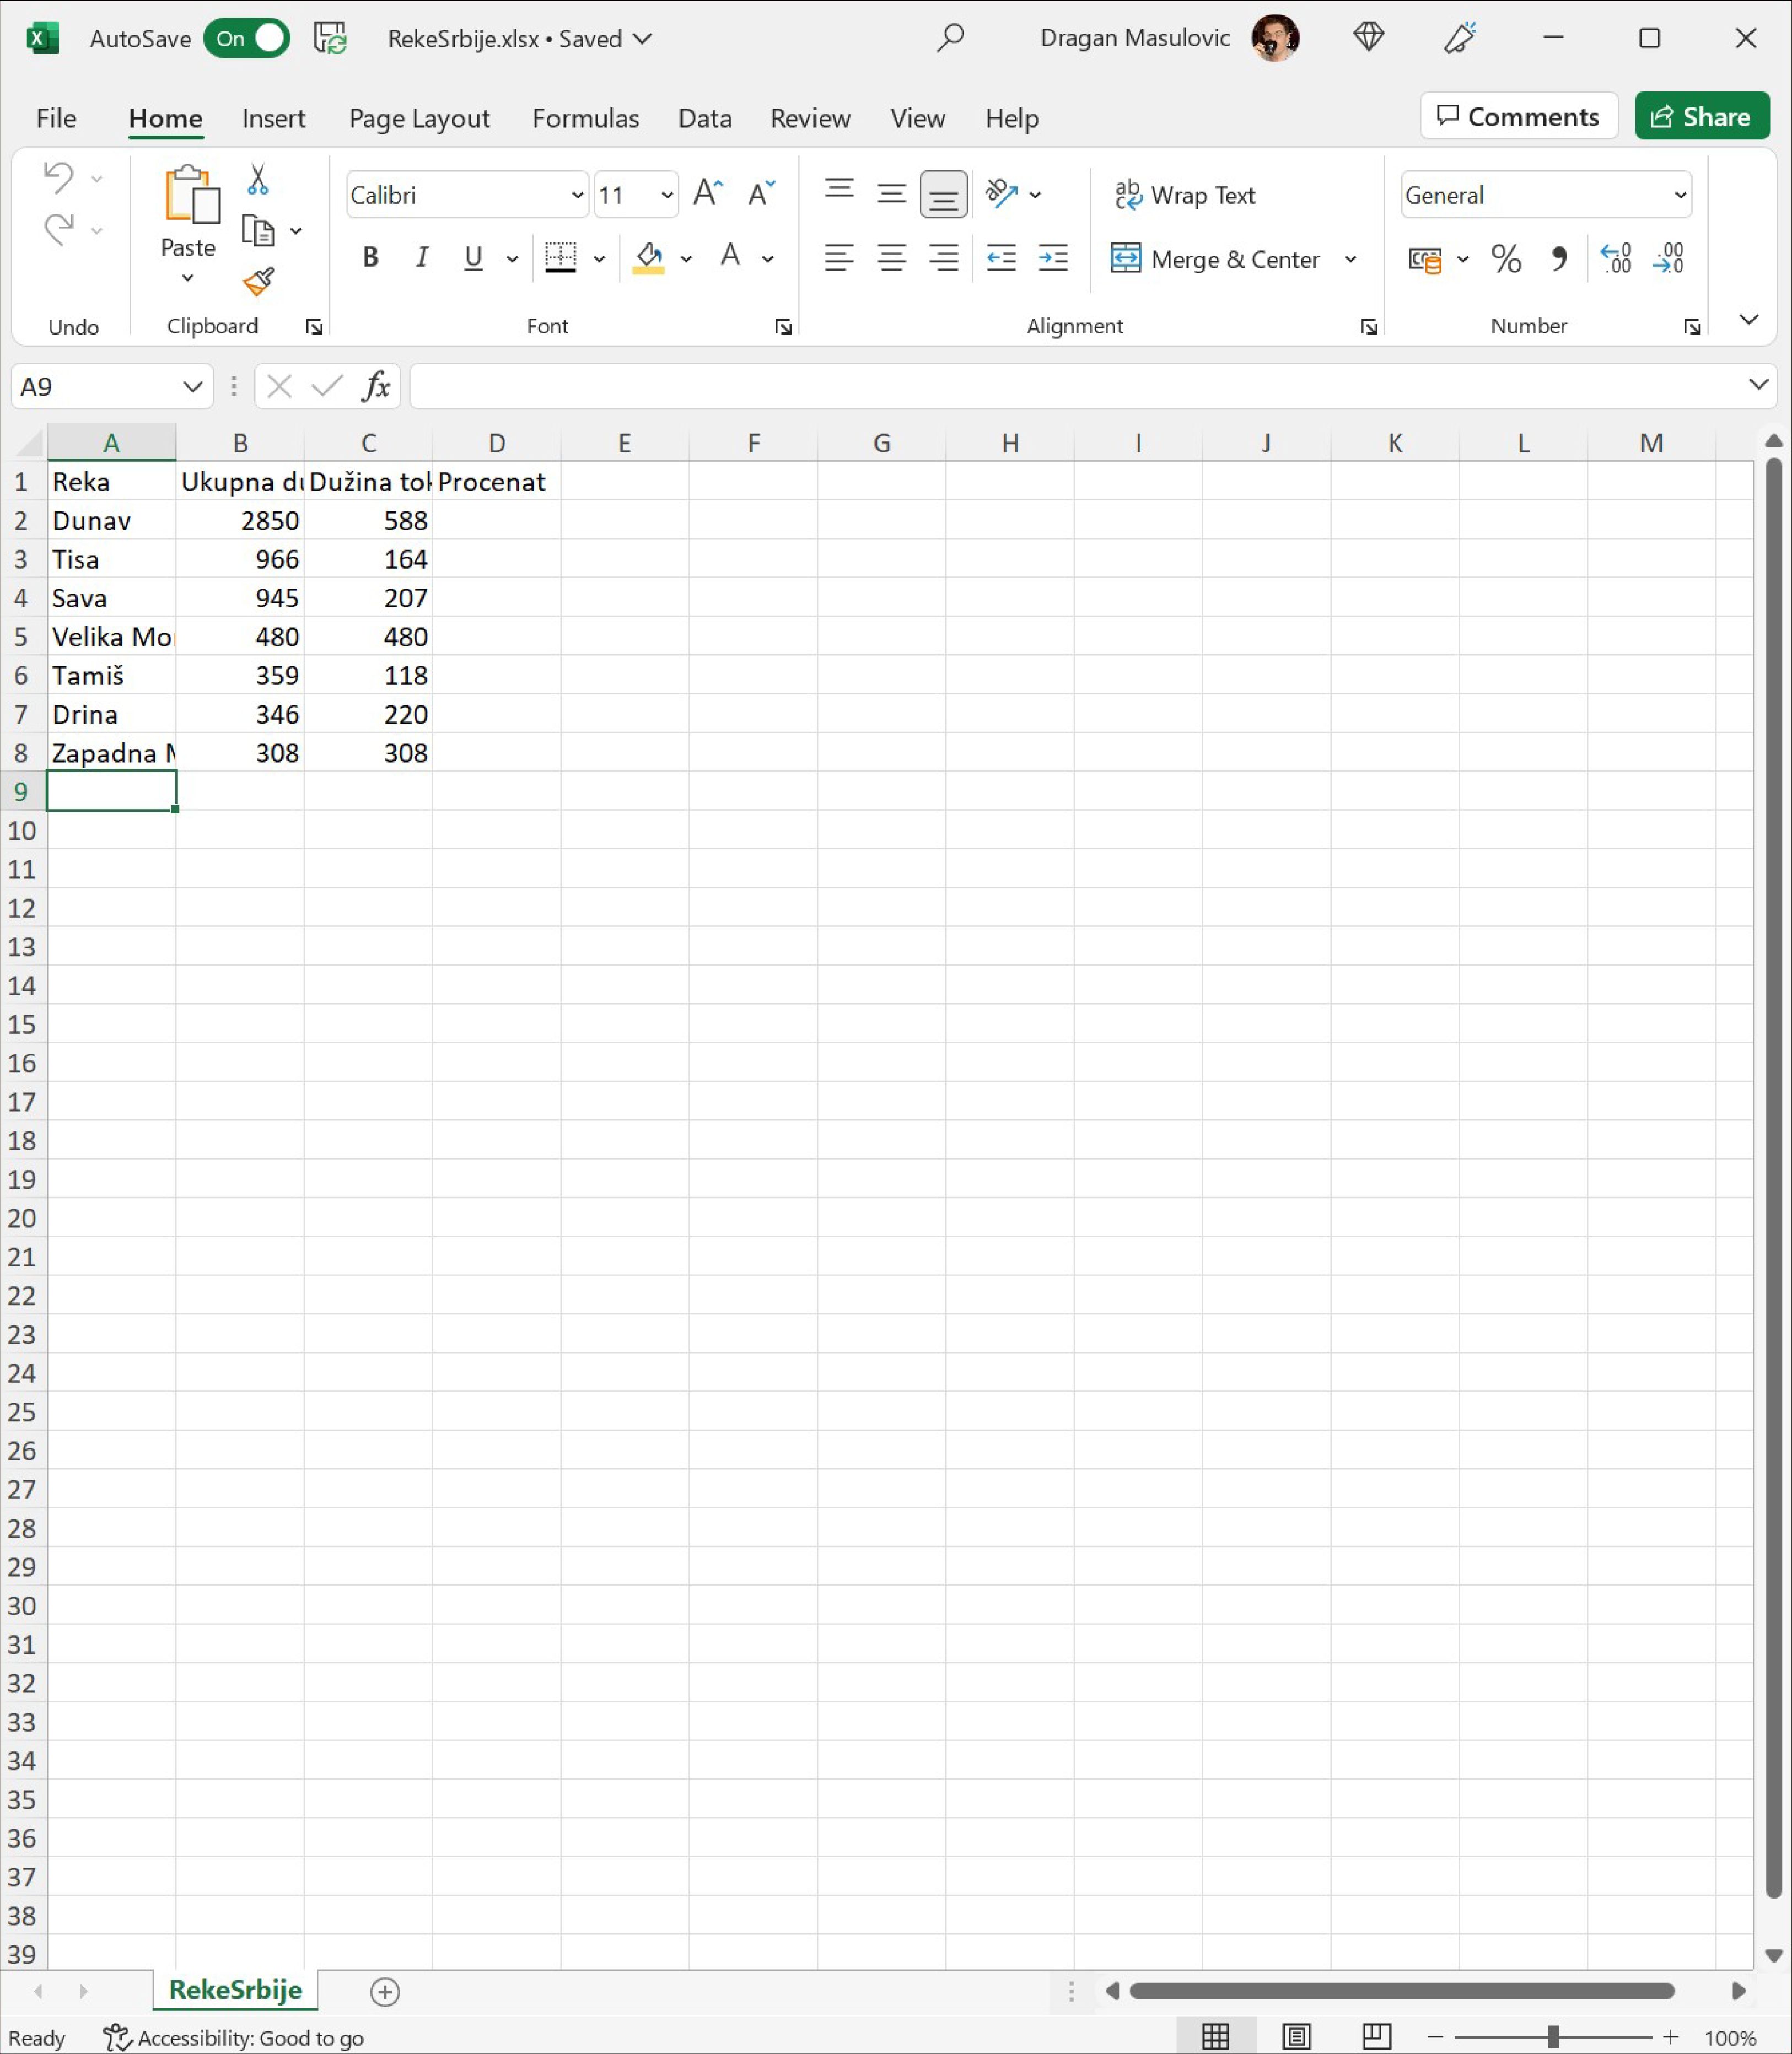 AutoSave On RekeSrbije.xlsx • Saved Dragan Masulovic
File Home Insert Page Layout Formulas Data Review View Help Comments Share
Calibri 11 Wrap Text General
Paste B I U A Merge & Center % 
Undo Clipboard Font Alignment Number
A9 fx
A B C D E F G H I J K L M
1 Reka Ukupna Dužina Procenat
2 Dunav 2850 588
3 Tisa 966 164
4 Sava 945 207
5 Velika 480 480
6 Tamiš 359 118
7 Drina 346 220
8 Zapadna 308 308
9
10
11
12
13
14
15
16
17
18
19
20
21
22
23
24
25
26
27
28
29
30
31
32
33
34
35
36
37
38
39
RekeSrbije
Ready Accessibility: Good to go 100%